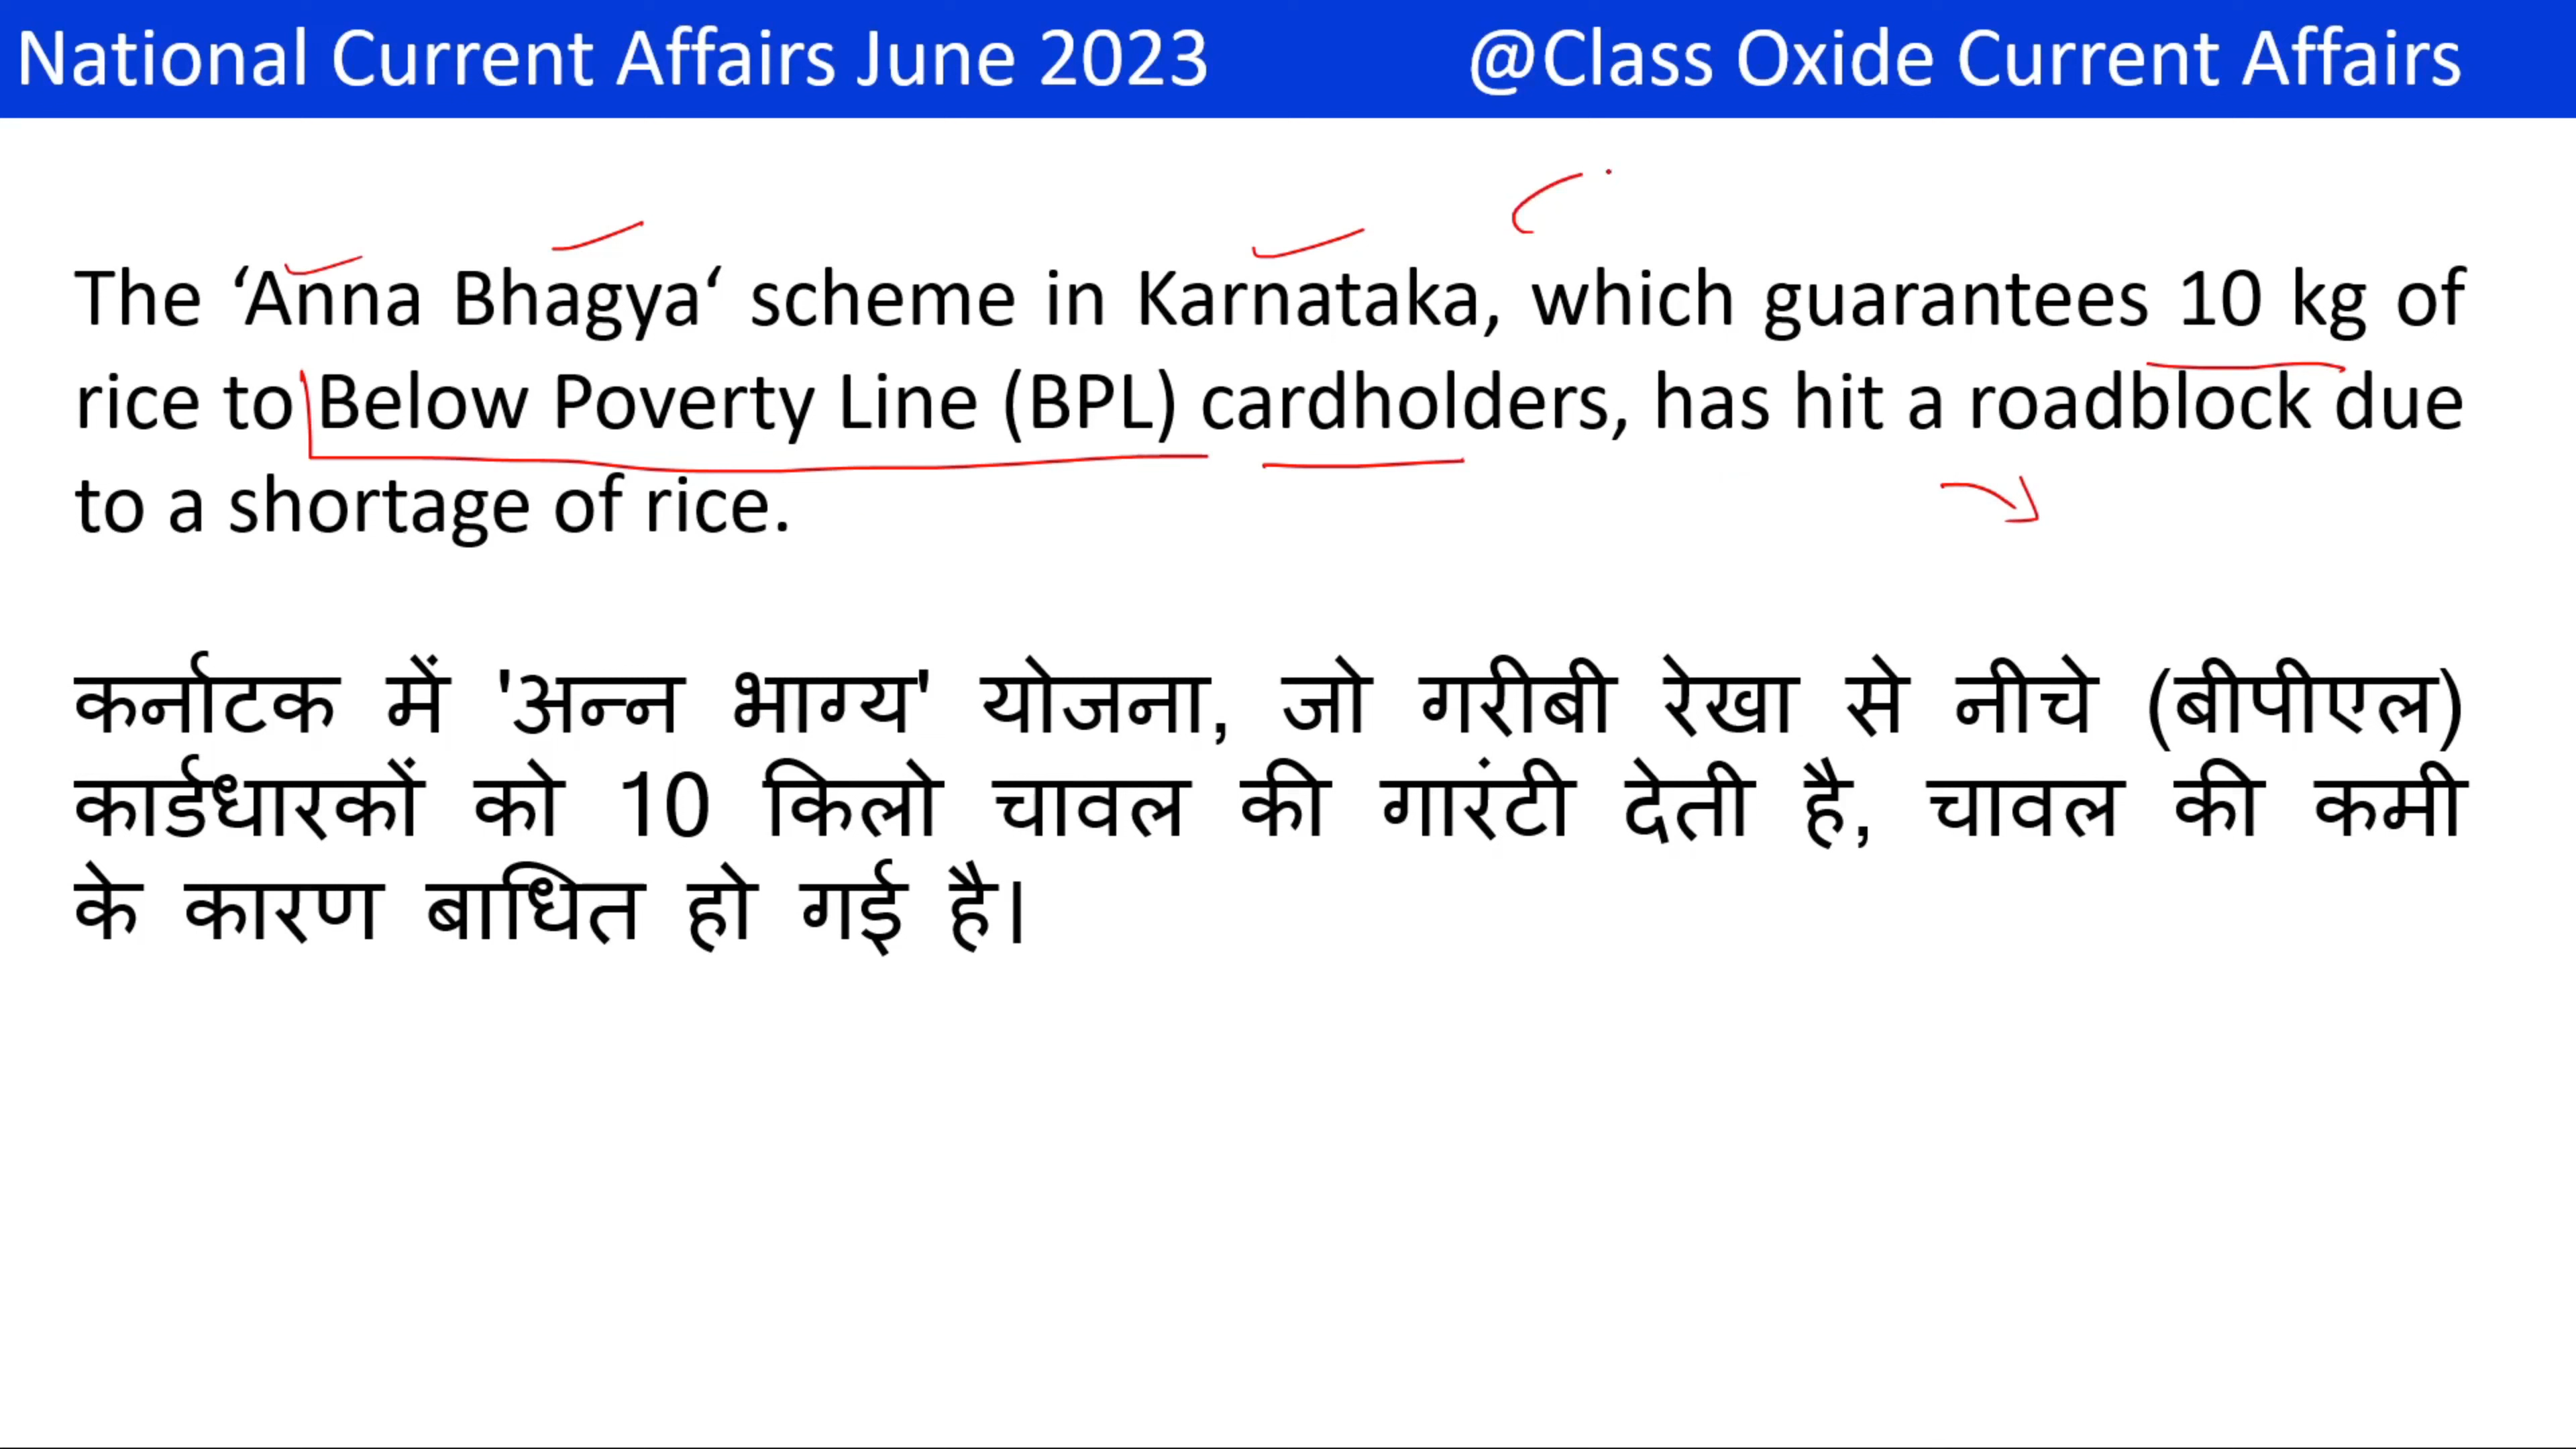 National Current Affairs June 2023 @Class Oxide Current Affairs
The ‘Anna Bhagya‘ scheme in Karnataka, which guarantees 10 kg of
rice to Below Poverty Line (BPL) cardholders, has hit a roadblock due
to a shortage of rice.
कर्नाटक में 'अन्न भाग्य' योजना, जो गरीबी रेखा से नीचे (बीपीएल)
कार्डधारकों को 10 किलो चावल की गारंटी देती है, चावल की कमी
के कारण बाधित हो गई है।